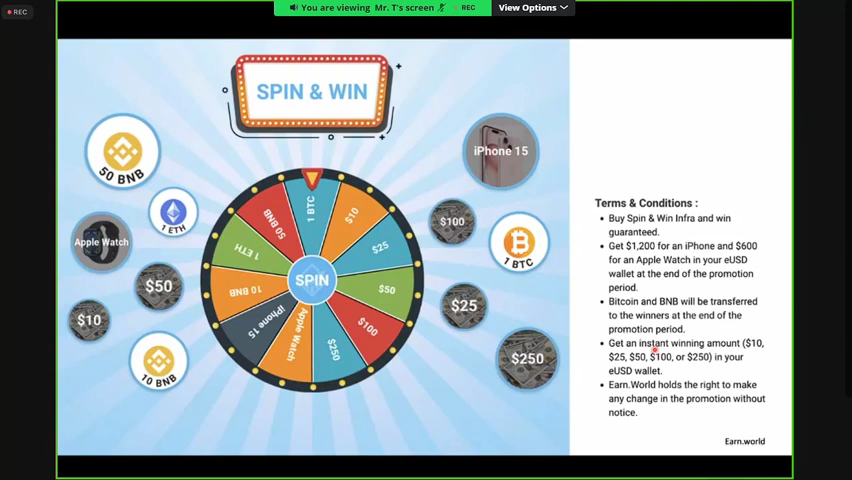 REC
You are viewing Mr. T's screen
REC
View Options
SPIN & WIN
50 BNB
1 ETH
Apple Watch
$50
$10
10 BNB
iPhone 15
$100
1 BTC
$25
$250
1 BTC
$10
$25
$50
$100
$250
Apple Watch
iPhone 15
10 BNB
1 ETH
50 BNB
SPIN
Terms & Conditions :
• Buy Spin & Win Infra and win
guaranteed.
• Get $1,200 for an iPhone and $600
for an Apple Watch in your eUSD
wallet at the end of the promotion
period.
• Bitcoin and BNB will be transferred
to the winners at the end of the
promotion period.
• Get an instant winning amount ($10,
$25, $50, $100, or $250) in your
eUSD wallet.
• Earn.World holds the right to make
any change in the promotion without
notice.
Earn.world